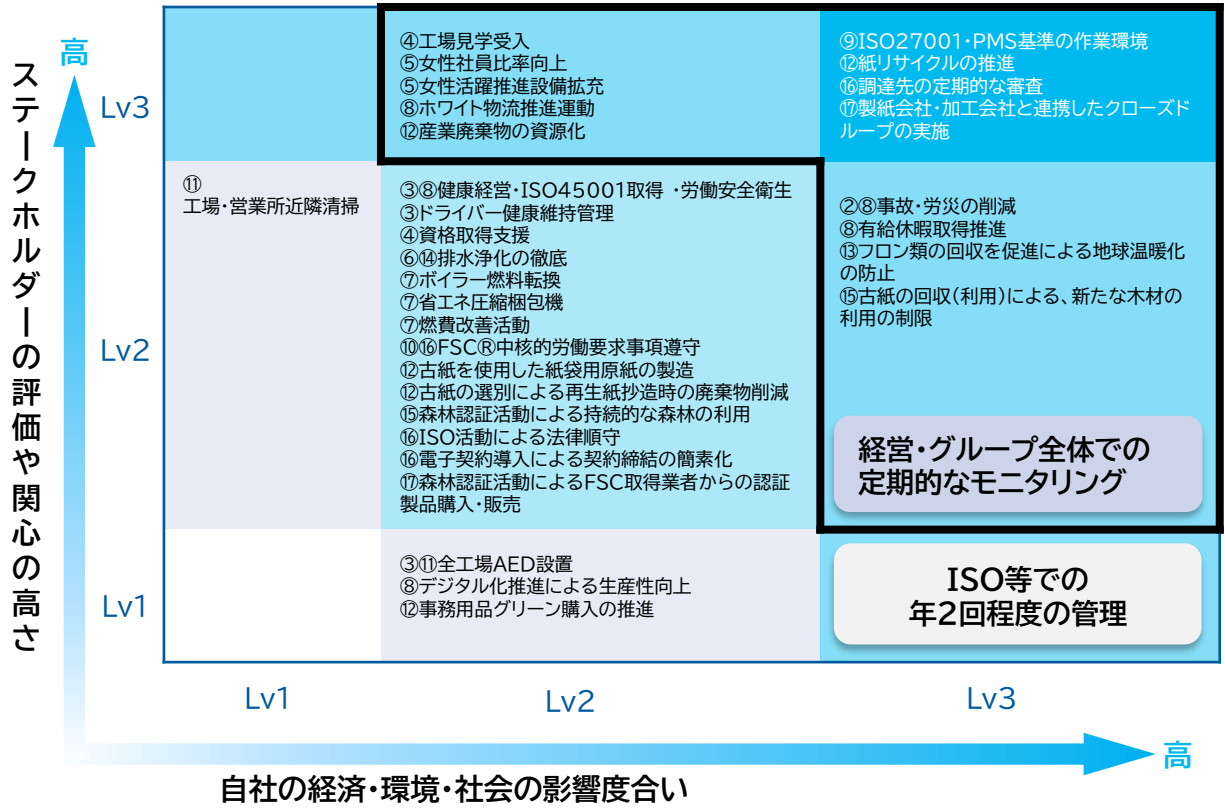 ステークホルダーの評価や関心の高さ
高
Lv3
④工場見学受入
⑤女性社員比率向上
⑤女性活躍推進設備拡充
⑧ホワイト物流推進運動
⑫産業廃棄物の資源化
⑨ISO27001・PMS基準の作業環境
⑫紙リサイクルの推進
⑯調達先の定期的な審査
⑰製紙会社・加工会社と連携したクローズド
ループの実施
Lv2
⑪
工場・営業所近隣清掃
③⑧健康経営・ISO45001取得 ・労働安全衛生
③ドライバー健康維持管理
④資格取得支援
⑥⑭排水浄化の徹底
⑦ボイラー燃料転換
⑦省エネ圧縮梱包機
⑦燃費改善活動
⑩⑯FSC®中核的労働要求事項遵守
⑫古紙を使用した紙袋用原紙の製造
⑫古紙の選別による再生紙抄造時の廃棄物削減
⑮森林認証活動による持続的な森林の利用
⑯ISO活動による法律順守
⑯電子契約導入による契約締結の簡素化
⑰森林認証活動によるFSC取得業者からの認証
製品購入・販売
②⑧事故・労災の削減
⑧有給休暇取得推進
⑬フロン類の回収を促進による地球温暖化
の防止
⑮古紙の回収(利用)による、新たな木材の
利用の制限
経営・グループ全体での
定期的なモニタリング
Lv1
③⑪全工場AED設置
⑧デジタル化推進による生産性向上
⑫事務用品グリーン購入の推進
ISO等での
年2回程度の管理
Lv1
Lv2
Lv3
高
自社の経済・環境・社会の影響度合い